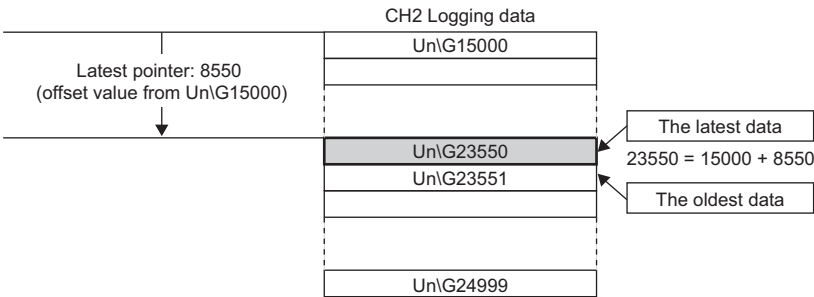 CH2 Logging data
Un\G15000
Latest pointer: 8550
(offset value from Un\G15000)
The latest data
Un\G23550
23550 = 15000 + 8550
Un\G23551
The oldest data
Un\G24999